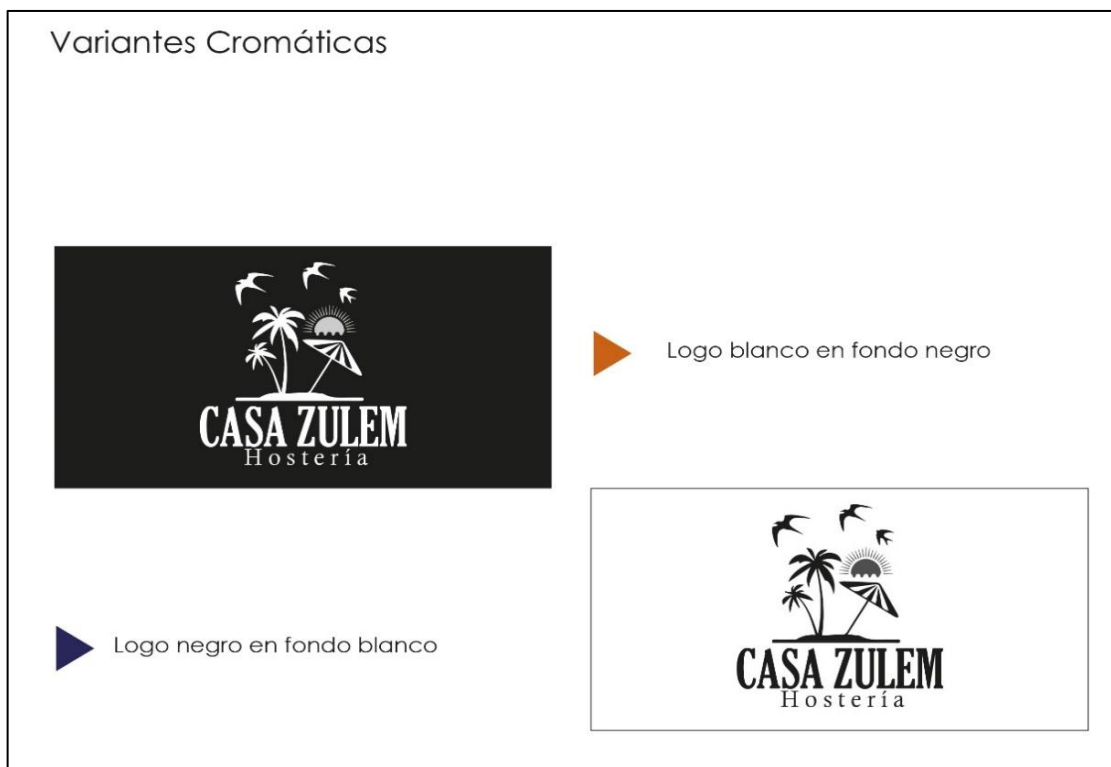 Variantes Cromáticas
CASA ZULEM
Hostería
Logo blanco en fondo negro
Logo negro en fondo blanco
CASA ZULEM
Hostería